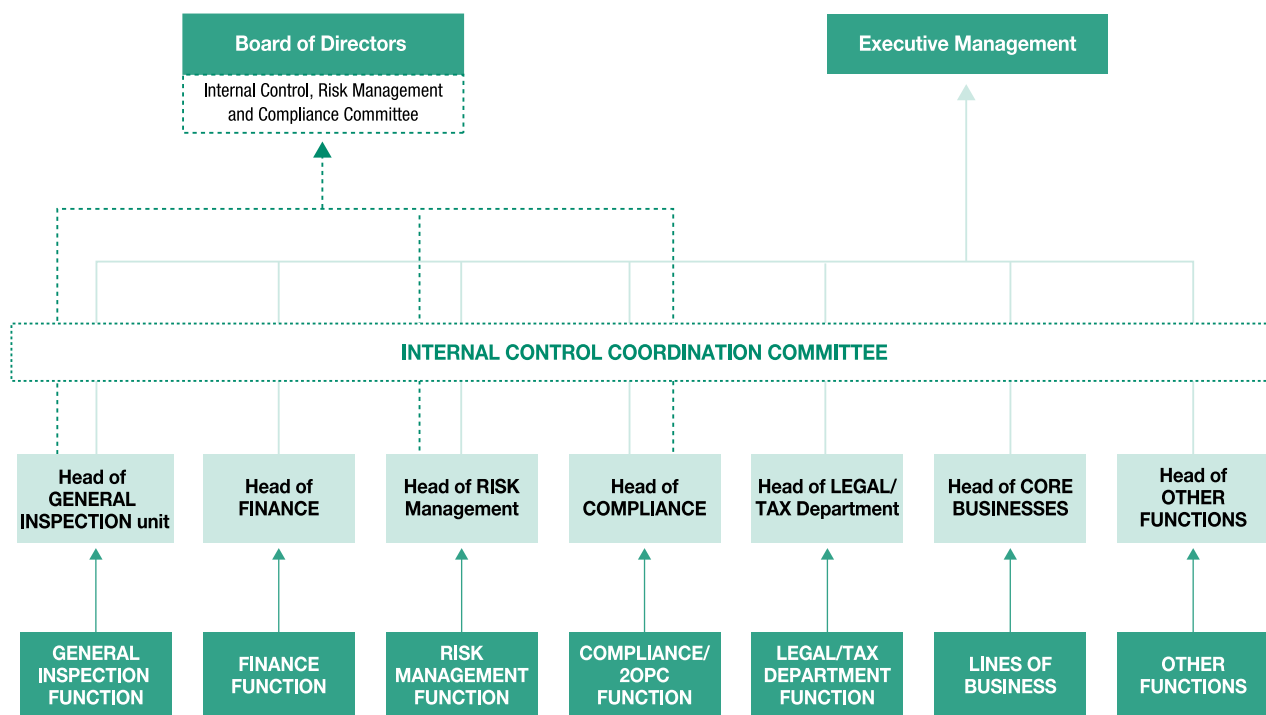 Board of Directors
Internal Control, Risk Management
and Compliance Committee
Executive Management
INTERNAL CONTROL COORDINATION COMMITTEE
Head of
GENERAL
INSPECTION unit
Head of
FINANCE
Head of RISK
Management
Head of
COMPLIANCE
Head of LEGAL/
TAX Department
Head of CORE
BUSINESSES
Head of
OTHER
FUNCTIONS
GENERAL
INSPECTION
FUNCTION
FINANCE
FUNCTION
RISK
MANAGEMENT
FUNCTION
COMPLIANCE/
2OPC
FUNCTION
LEGAL/TAX
DEPARTMENT
FUNCTION
LINES OF
BUSINESS
OTHER
FUNCTIONS